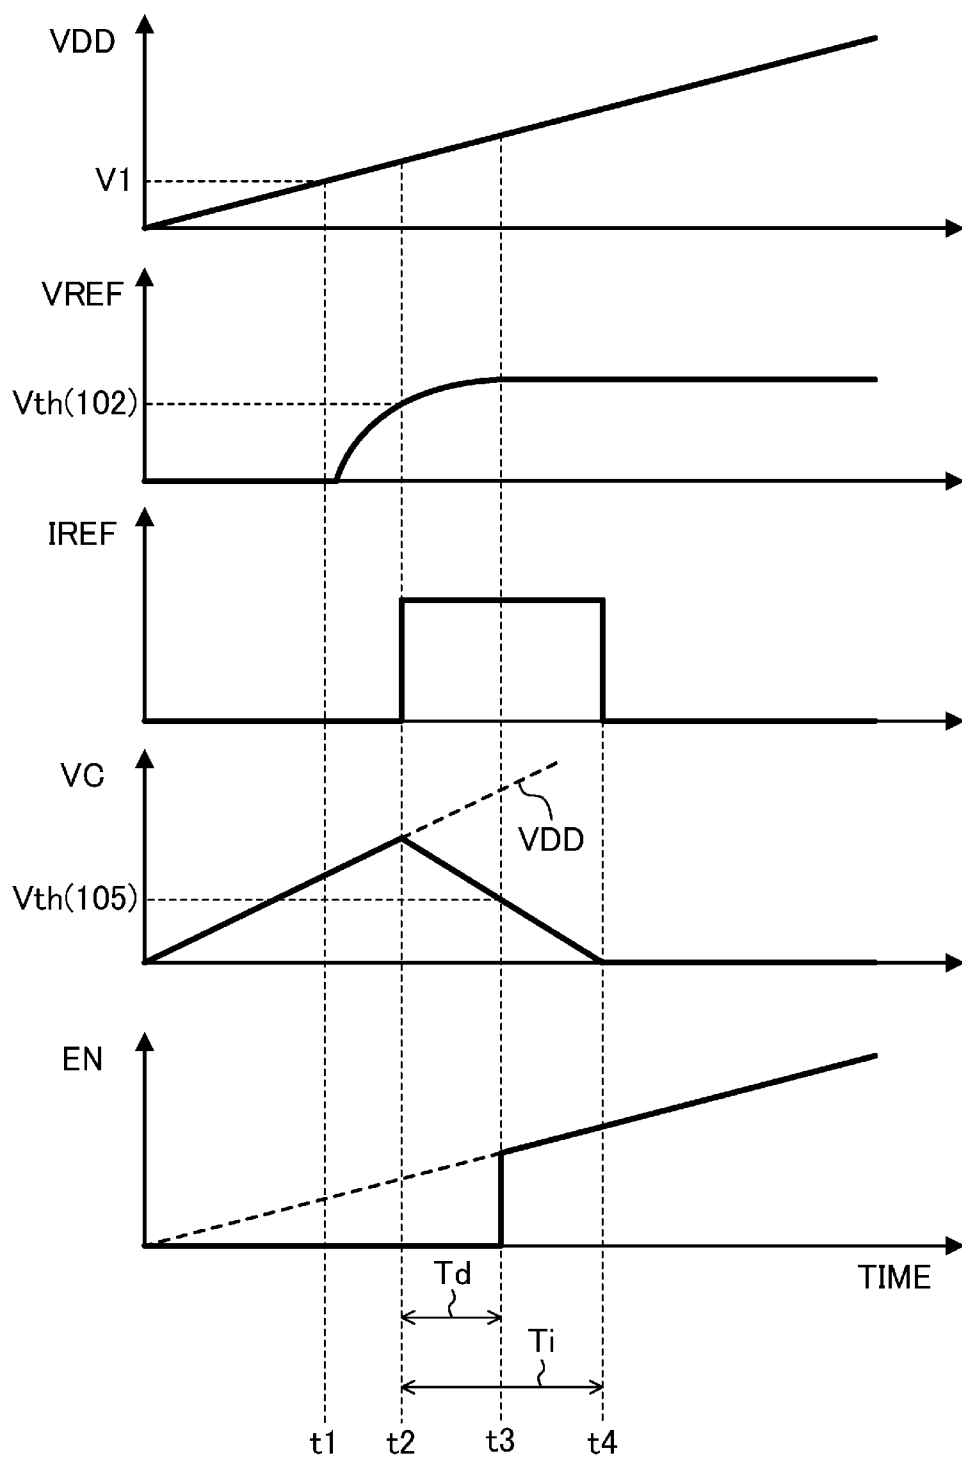 VDD
V1
VREF
Vth(102)
IREF
VC
VDD
Vth(105)
EN
TIME
Td
Ti
t1 t2 t3 t4